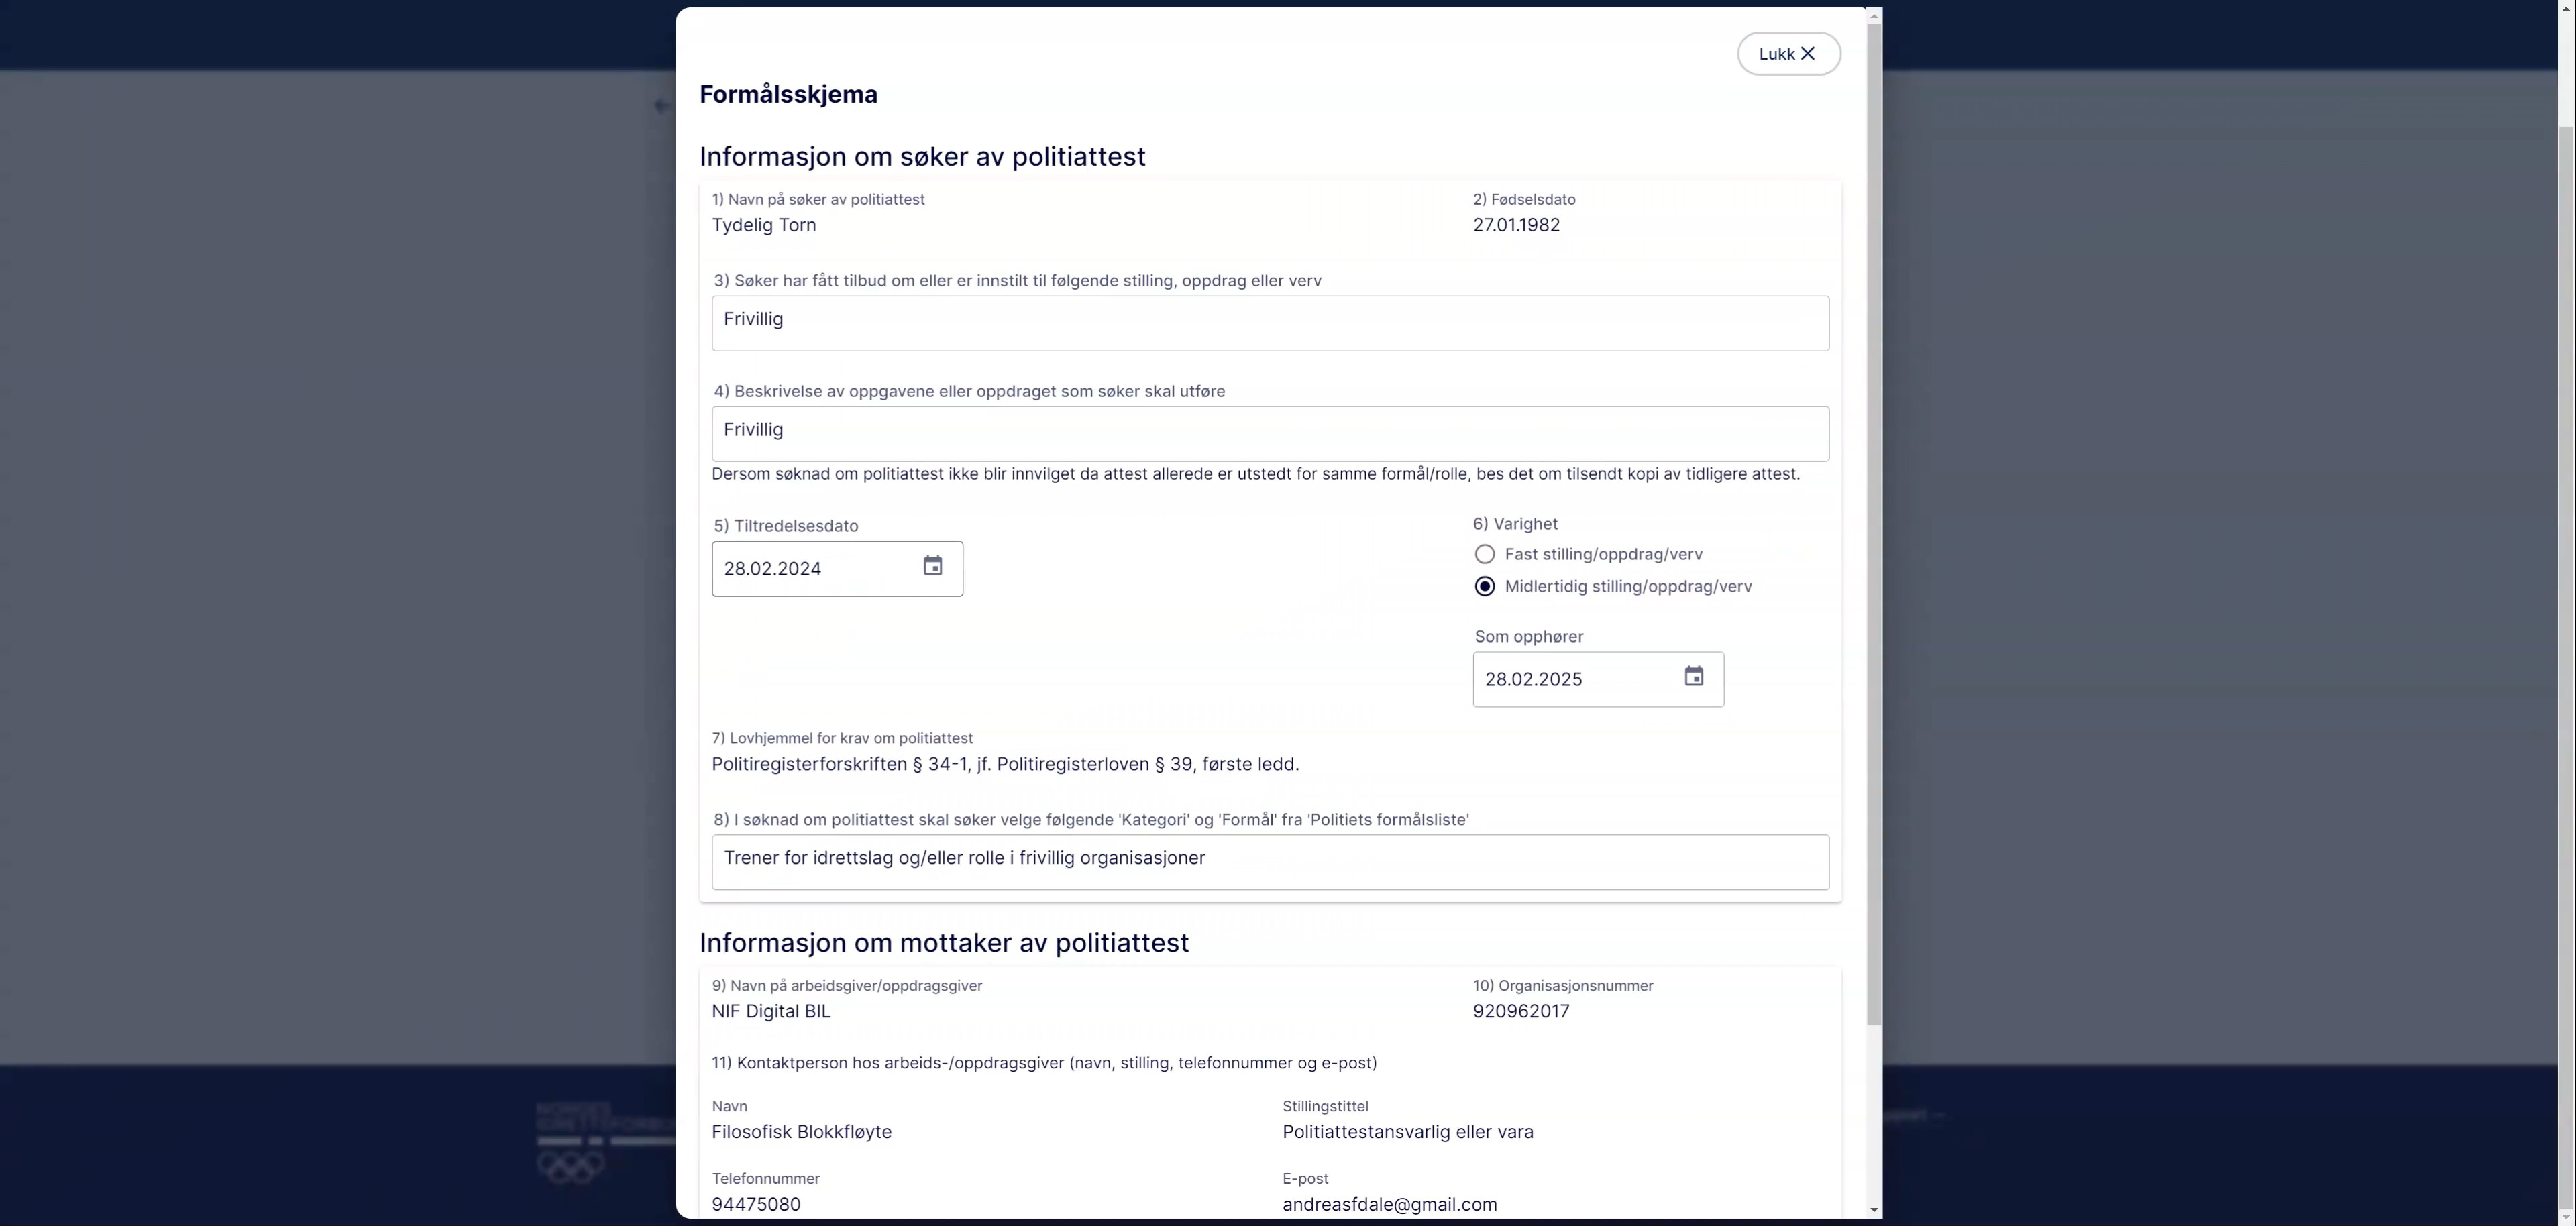 Lukk
Formålsskjema
Informasjon om søker av politiattest
1) Navn på søker av politiattest
Tydelig Torn
2) Fødselsdato
27.01.1982
3) Søker har fått tilbud om eller er innstilt til følgende stilling, oppdrag eller verv
Frivillig
4) Beskrivelse av oppgavene eller oppdraget som søker skal utføre
Frivillig
Dersom søknad om politiattest ikke blir innvilget da attest allerede er utstedt for samme formål/rolle, bes det om tilsendt kopi av tidligere attest.
5) Tiltredelsesdato
28.02.2024
6) Varighet
Fast stilling/oppdrag/verv
Midlertidig stilling/oppdrag/verv
Som opphører
28.02.2025
7) Lovhjemmel for krav om politiattest
Politiregisterforskriften § 34-1, jf. Politiregisterloven § 39, første ledd.
8) I søknad om politiattest skal søker velge følgende 'Kategori' og 'Formål' fra 'Politiets formålsliste'
Trener for idrettslag og/eller rolle i frivillig organisasjoner
Informasjon om mottaker av politiattest
9) Navn på arbeidsgiver/oppdragsgiver
NIF Digital BIL
10) Organisasjonsnummer
920962017
11) Kontaktperson hos arbeids-/oppdragsgiver (navn, stilling, telefonnummer og e-post)
Navn
Filosofisk Blokkfløyte
Stillingstittel
Politiattestansvarlig eller vara
Telefonnummer
94475080
E-post
andreasfdale@gmail.com